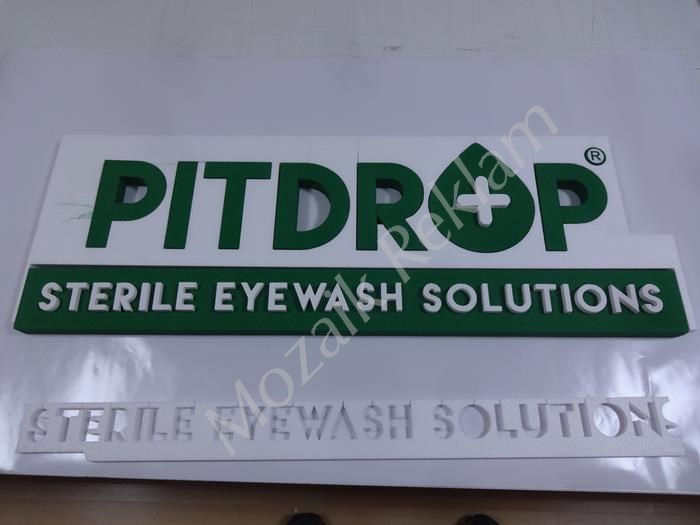 PITDROP®
STERILE EYEWASH SOLUTIONS
STERILE EYEWASH SOLUTIONS
Mozaik Reklam